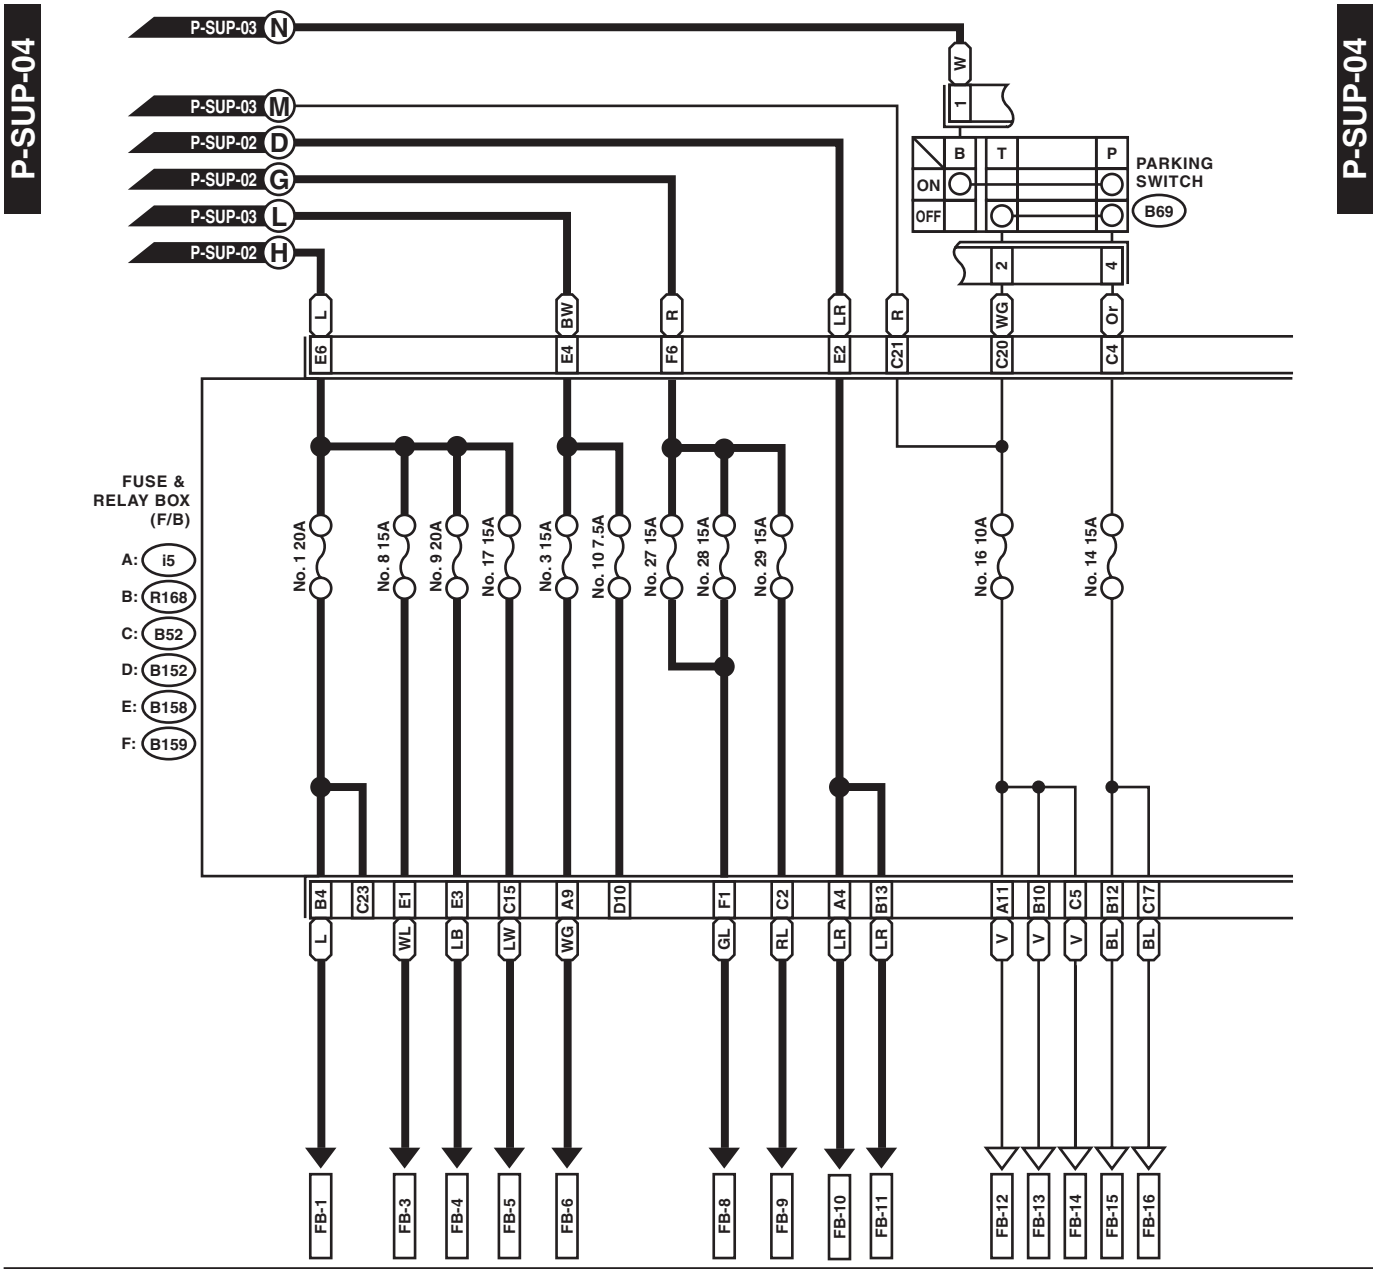 P-SUP-04
P-SUP-04
P-SUP-03 N
W
1
P-SUP-03 M
P-SUP-02 D
P-SUP-02 G
P-SUP-03 L
P-SUP-02 H
B T P
ON
OFF
PARKING
SWITCH
B69
2 4
L BW R LR R WG Or
E6 E4 F6 E2 C21 C20 C4
FUSE &
RELAY BOX
(F/B)
A: i5
B: R168
C: B52
D: B152
E: B158
F: B159
No. 1 20A
No. 8 15A
No. 9 20A
No. 17 15A
No. 3 15A
No. 10 7.5A
No. 27 15A
No. 28 15A
No. 29 15A
No. 16 10A
No. 14 15A
B4 C23 E1 E3 C15 A9 D10 F1 C2 A4 B13 A11 B10 C5 B12 C17
L WL LB LW WG GL RL LR LR V V V BL BL
FB-1 FB-3 FB-4 FB-5 FB-6 FB-8 FB-9 FB-10 FB-11 FB-12 FB-13 FB-14 FB-15 FB-16